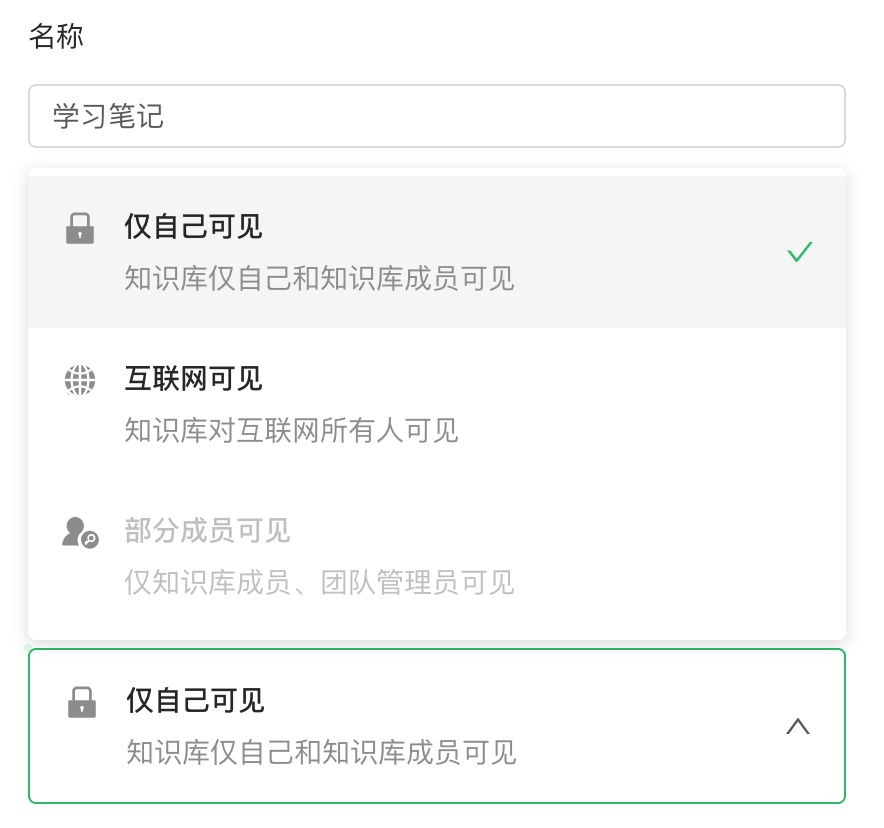 名称
学习笔记
仅自己可见
知识库仅自己和知识库成员可见
互联网可见
知识库对互联网所有人可见
部分成员可见
仅知识库成员、团队管理员可见
仅自己可见
知识库仅自己和知识库成员可见